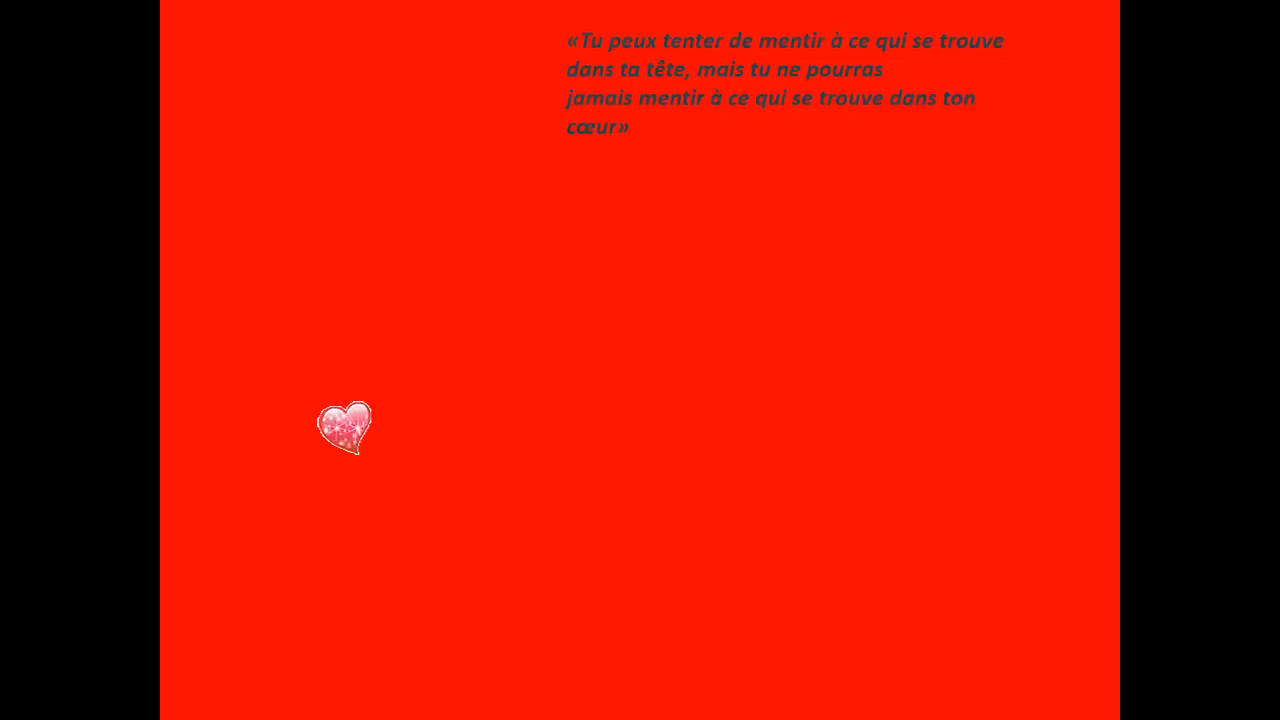 «Tu peux tenter de mentir à ce qui se trouve
dans ta tête, mais tu ne pourras
jamais mentir à ce qui se trouve dans ton
cœur»